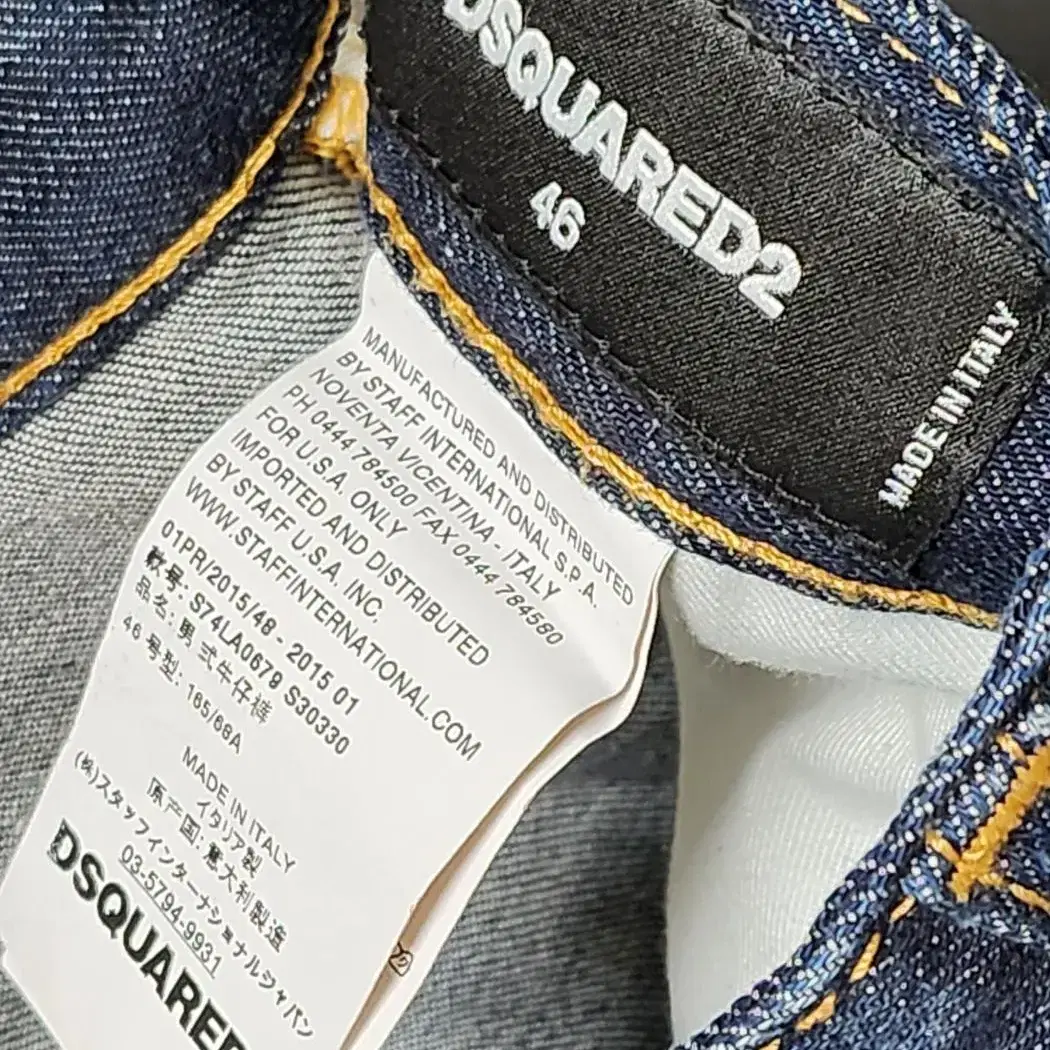 DSQUARED2
46
MADE IN ITALY
MANUFACTURED AND DISTRIBUTED
BY STAFF INTERNATIONAL S.P.A.
NOVENTA VICENTINA - ITALY
PH 0444 784500 FAX 0444 784580
FOR U.S.A. ONLY
IMPORTED AND DISTRIBUTED
BY STAFF U.S.A. INC.
WWW.STAFFINTERNATIONAL.COM
01PR/2015/48 - 2015 01
款号: S74LA0679 S30330
品名: 男 式牛仔裤
46 号型: 165/66A
MADE IN ITALY
イタリア製
原产国: 意大利製造
(株)スタッフインターナショナルジャパン
03-5794-9931
DSQUARED